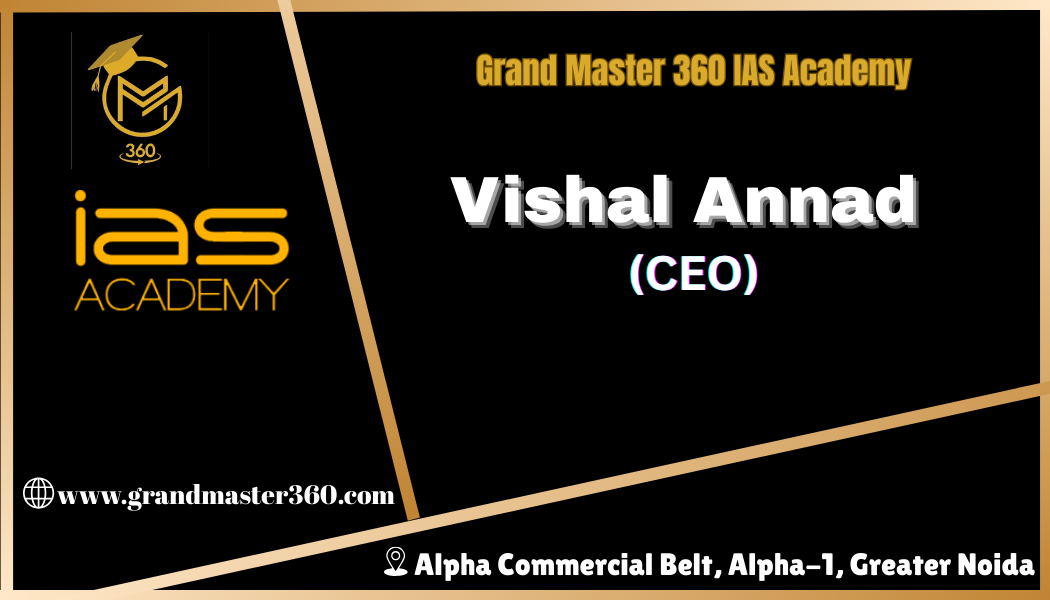 Grand Master 360 IAS Academy
360
ias
ACADEMY
Vishal Annad
(CEO)
www.grandmaster360.com
Alpha Commercial Belt, Alpha-1, Greater Noida